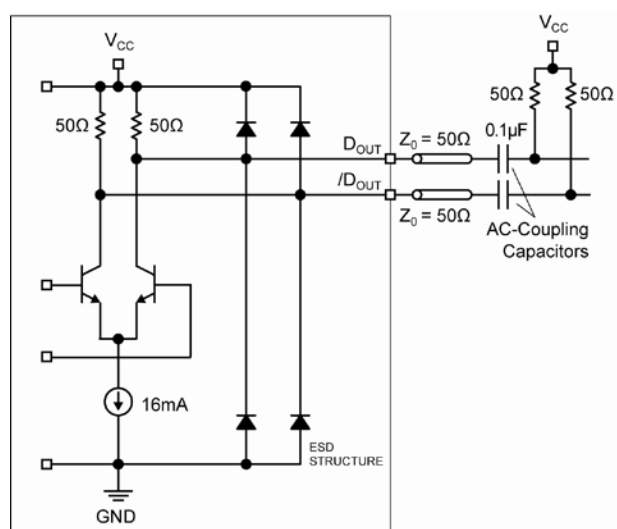 VCC
VCC
50Ω
50Ω
50Ω
50Ω
DOUT
Z0 = 50Ω
0.1µF
/DOUT
Z0 = 50Ω
AC-Coupling
Capacitors
16mA
ESD
STRUCTURE
GND